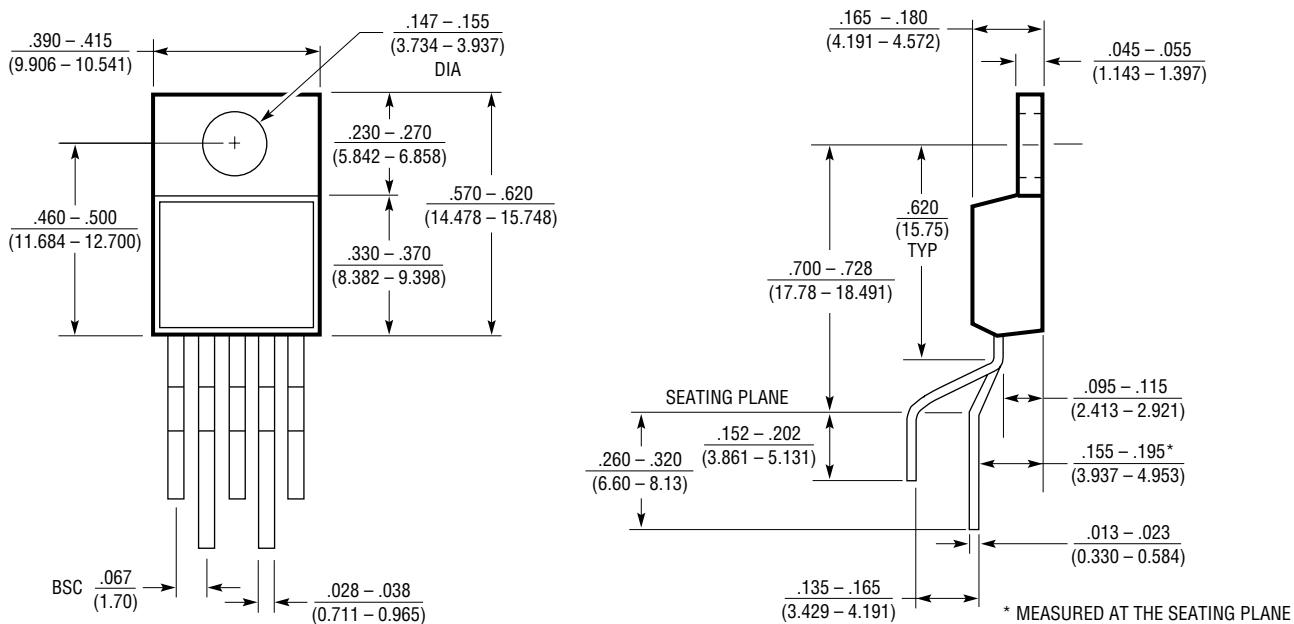 .390 – .415
(9.906 – 10.541)
.147 – .155
(3.734 – 3.937)
DIA
.230 – .270
(5.842 – 6.858)
.460 – .500
(11.684 – 12.700)
.570 – .620
(14.478 – 15.748)
.330 – .370
(8.382 – 9.398)
BSC .067
(1.70)
.028 – .038
(0.711 – 0.965)
.165 – .180
(4.191 – 4.572)
.045 – .055
(1.143 – 1.397)
.620
(15.75)
TYP
.700 – .728
(17.78 – 18.491)
SEATING PLANE
.095 – .115
(2.413 – 2.921)
.152 – .202
(3.861 – 5.131)
.260 – .320
(6.60 – 8.13)
.155 – .195*
(3.937 – 4.953)
.013 – .023
(0.330 – 0.584)
.135 – .165
(3.429 – 4.191)
* MEASURED AT THE SEATING PLANE